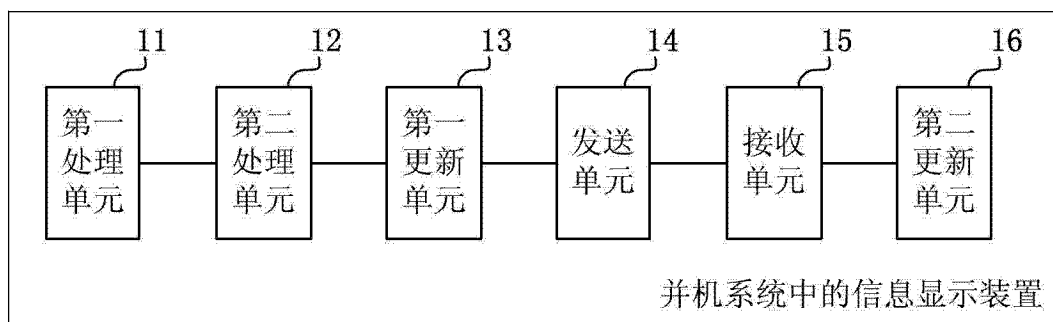 11
12
13
14
15
16
第一
处理
单元
第二
处理
单元
第一
更新
单元
发送
单元
接收
单元
第二
更新
单元
并机系统中的信息显示装置